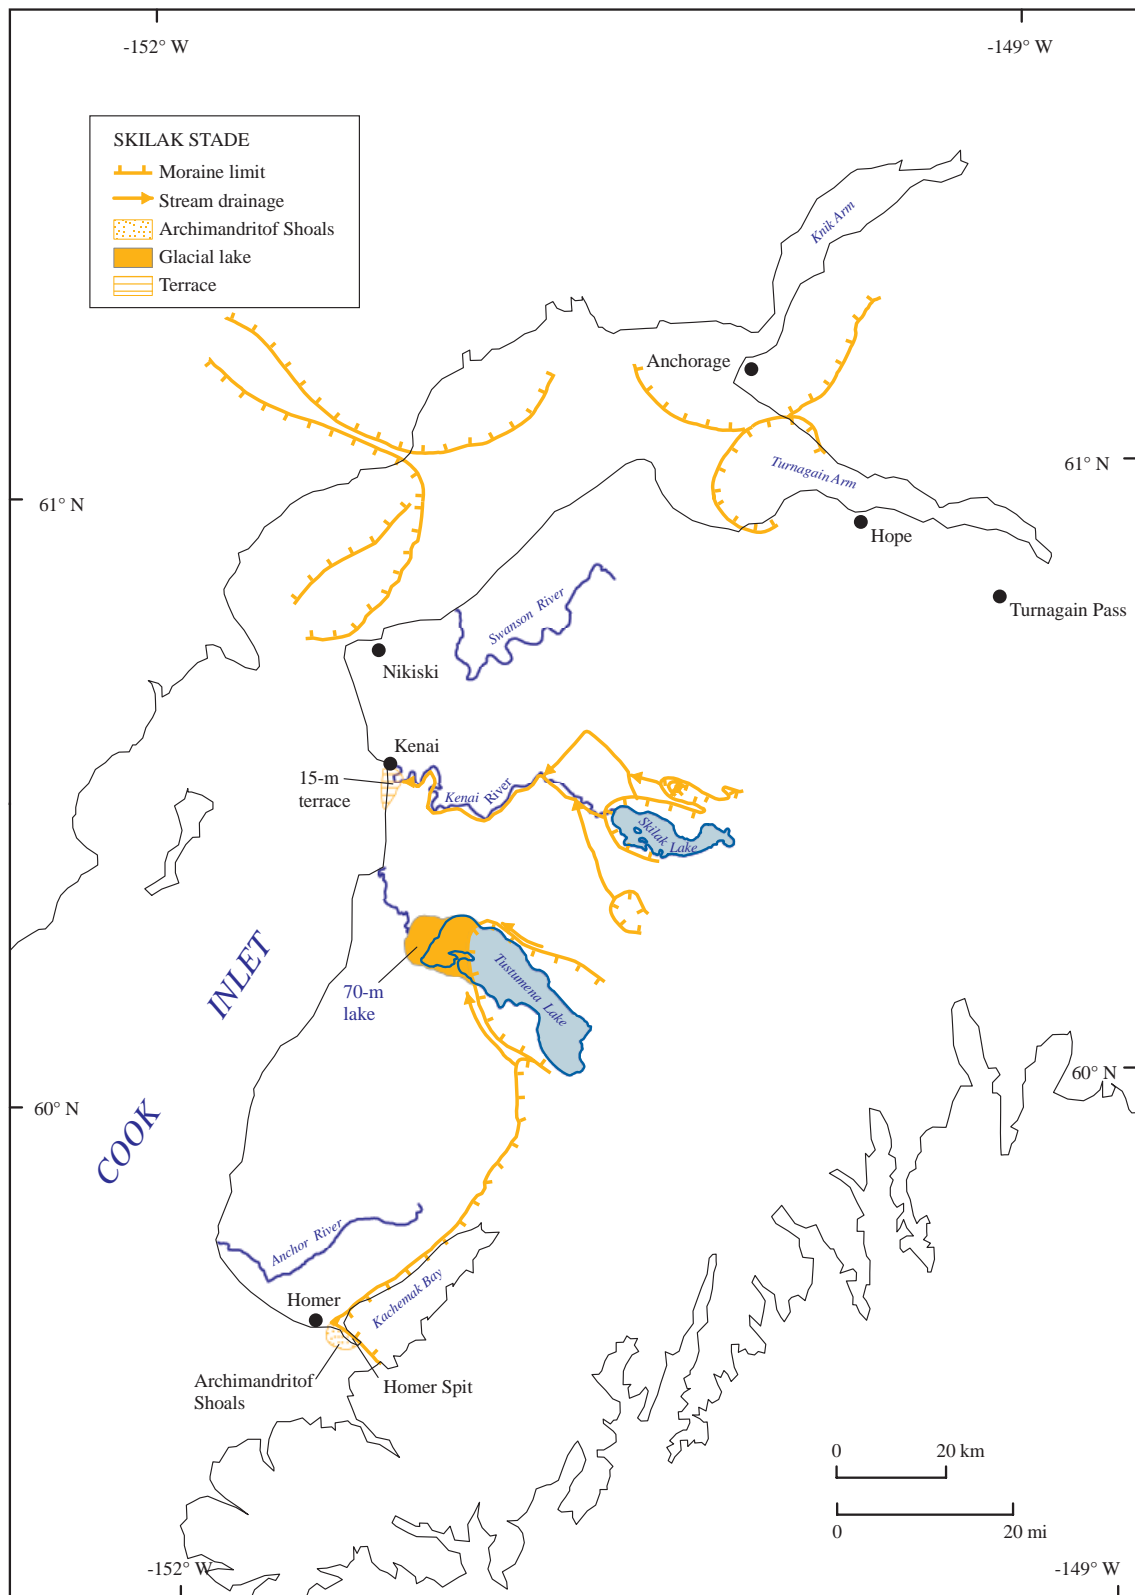 -152° W
-149° W
SKILAK STADE
Moraine limit
Stream drainage
Archimandritof Shoals
Glacial lake
Terrace
Knik Arm
Anchorage
61° N
Turnagain Arm
61° N
Hope
Swanson River
Turnagain Pass
Nikiski
Kenai
15-m
terrace
Kenai River
Skilak Lake
Tustumena Lake
70-m
lake
COOK INLET
60° N
60° N
Anchor River
Kachemak Bay
Homer
Archimandritof
Shoals
Homer Spit
0 20 km
0 20 mi
-152° W
-149° W